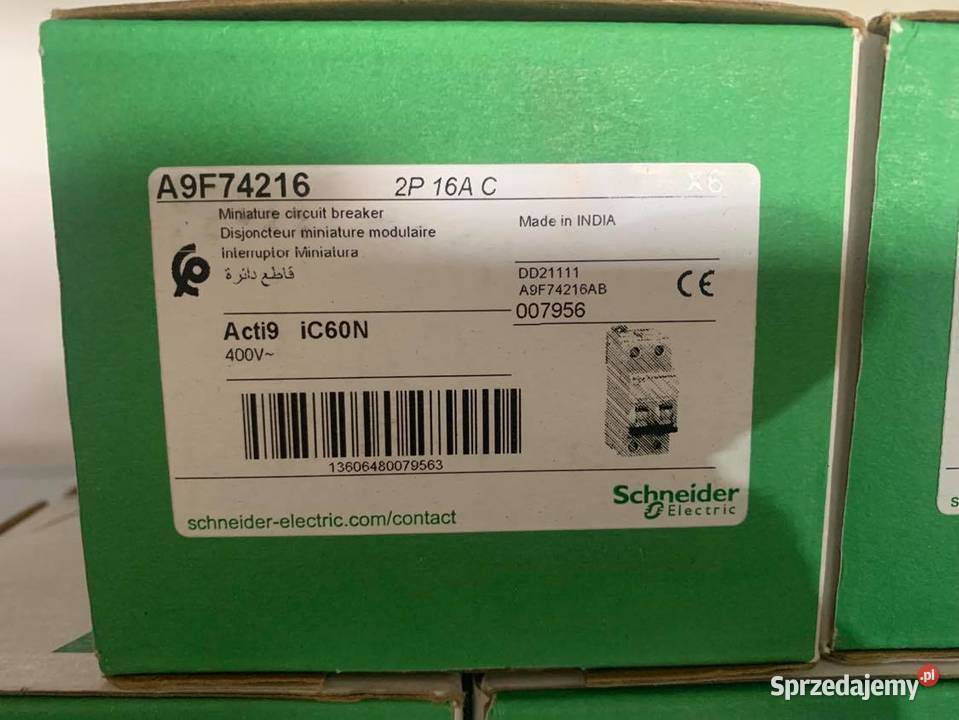 A9F74216 2P 16A C X6
Miniature circuit breaker
Disjoncteur miniature modulaire
Interruptor Miniatura
قاطع دائرة
Made in INDIA
DD21111
A9F74216AB
007956
CE
Acti9 iC60N
400V~
13606480079563
Schneider
Electric
schneider-electric.com/contact
s
Sprzedajemy.pl